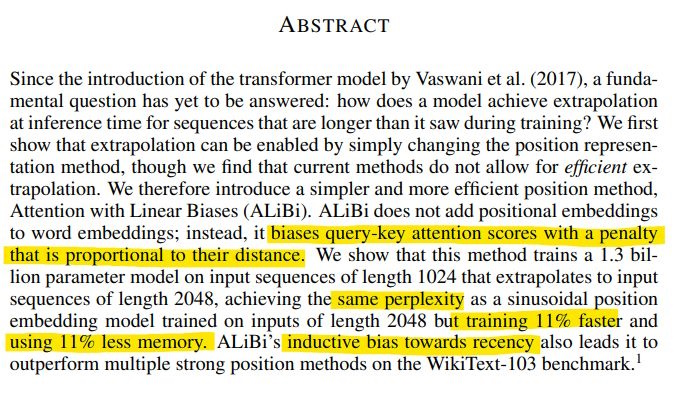 ABSTRACT
Since the introduction of the transformer model by Vaswani et al. (2017), a funda-
mental question has yet to be answered: how does a model achieve extrapolation
at inference time for sequences that are longer than it saw during training? We first
show that extrapolation can be enabled by simply changing the position represen-
tation method, though we find that current methods do not allow for efficient ex-
trapolation. We therefore introduce a simpler and more efficient position method,
Attention with Linear Biases (ALiBi). ALiBi does not add positional embeddings
to word embeddings; instead, it biases query-key attention scores with a penalty
that is proportional to their distance. We show that this method trains a 1.3 bil-
lion parameter model on input sequences of length 1024 that extrapolates to input
sequences of length 2048, achieving the same perplexity as a sinusoidal position
embedding model trained on inputs of length 2048 but training 11% faster and
using 11% less memory. ALiBi's inductive bias towards recency also leads it to
outperform multiple strong position methods on the WikiText-103 benchmark.¹